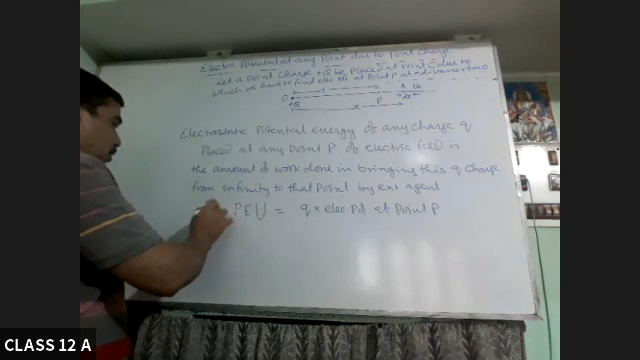 Electric Potential at any Point due to Point charge
Let a Point charge +Q be Placed at Point O due to
which we have to find elec Pot at Point P at distance r from O
r A B
O P dx
+Q x
Electrostatic Potential energy of any charge q
Placed at any Point P of electric field is
the amount of work done in bringing this q charge
from infinity to that Point by ext agent
PEU = q x elec. Pot at Point P
CLASS 12 A